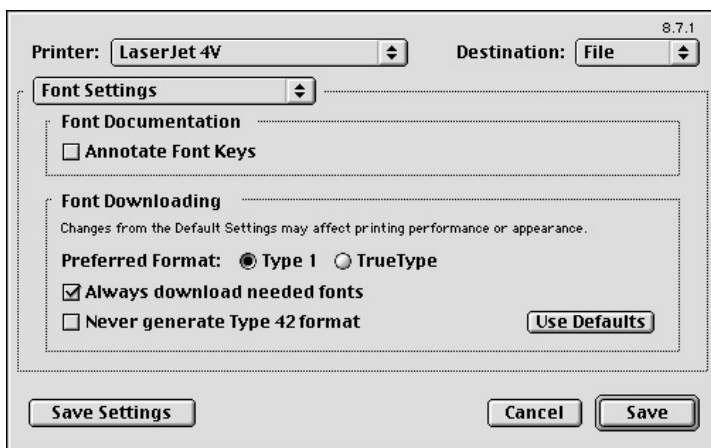 8.7.1
Printer: LaserJet 4V Destination: File
Font Settings
Font Documentation
Annotate Font Keys
Font Downloading
Changes from the Default Settings may affect printing performance or appearance.
Preferred Format: Type 1 TrueType
Always download needed fonts
Never generate Type 42 format Use Defaults
Save Settings Cancel Save